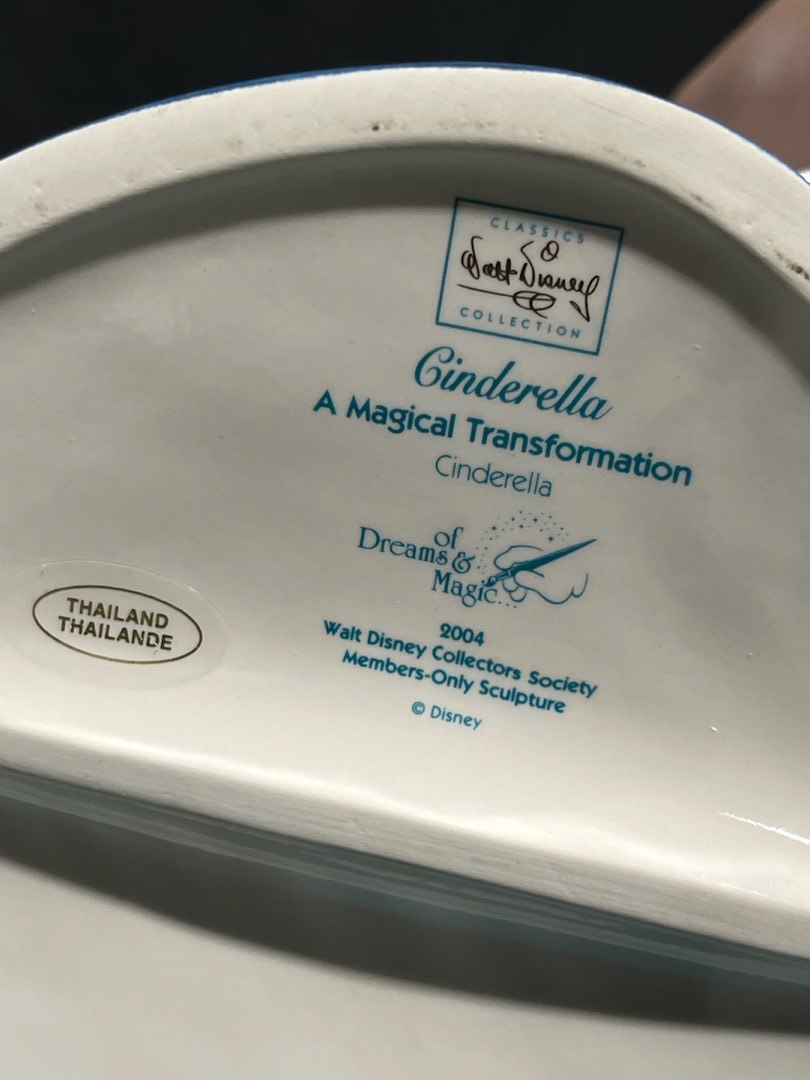 CLASSICS
Walt Disney
COLLECTION
Cinderella
A Magical Transformation
Cinderella
of
Dreams &
Magic...
2004
Walt Disney Collectors Society
Members-Only Sculpture
© Disney
THAILAND
THAILANDE